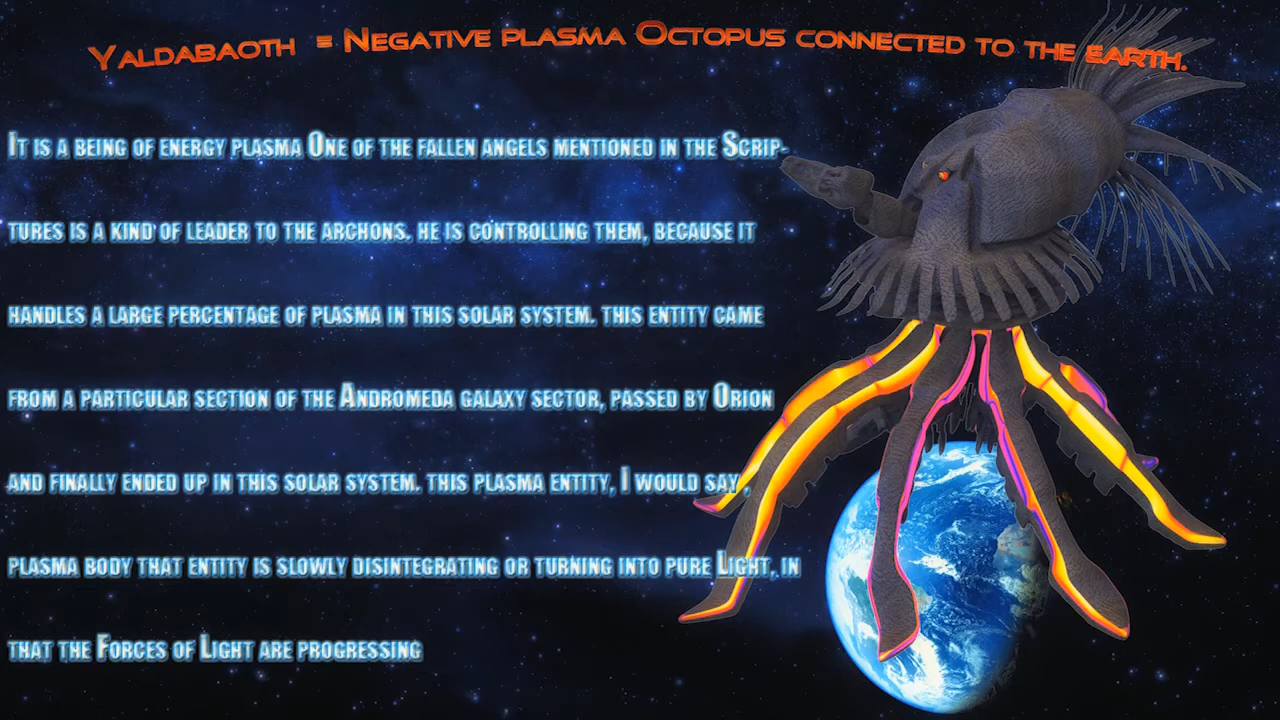 Yaldabaoth = Negative plasma Octopus connected to the earth.
It is a being of energy plasma One of the fallen angels mentioned in the Scrip-
tures is a kind of leader to the archons. he is controlling them, because it
handles a large percentage of plasma in this solar system. this entity came
from a particular section of the Andromeda galaxy sector, passed by Orion
and finally ended up in this solar system. this plasma entity, I would say ,
plasma body that entity is slowly disintegrating or turning into pure Light, in
that the Forces of Light are progressing